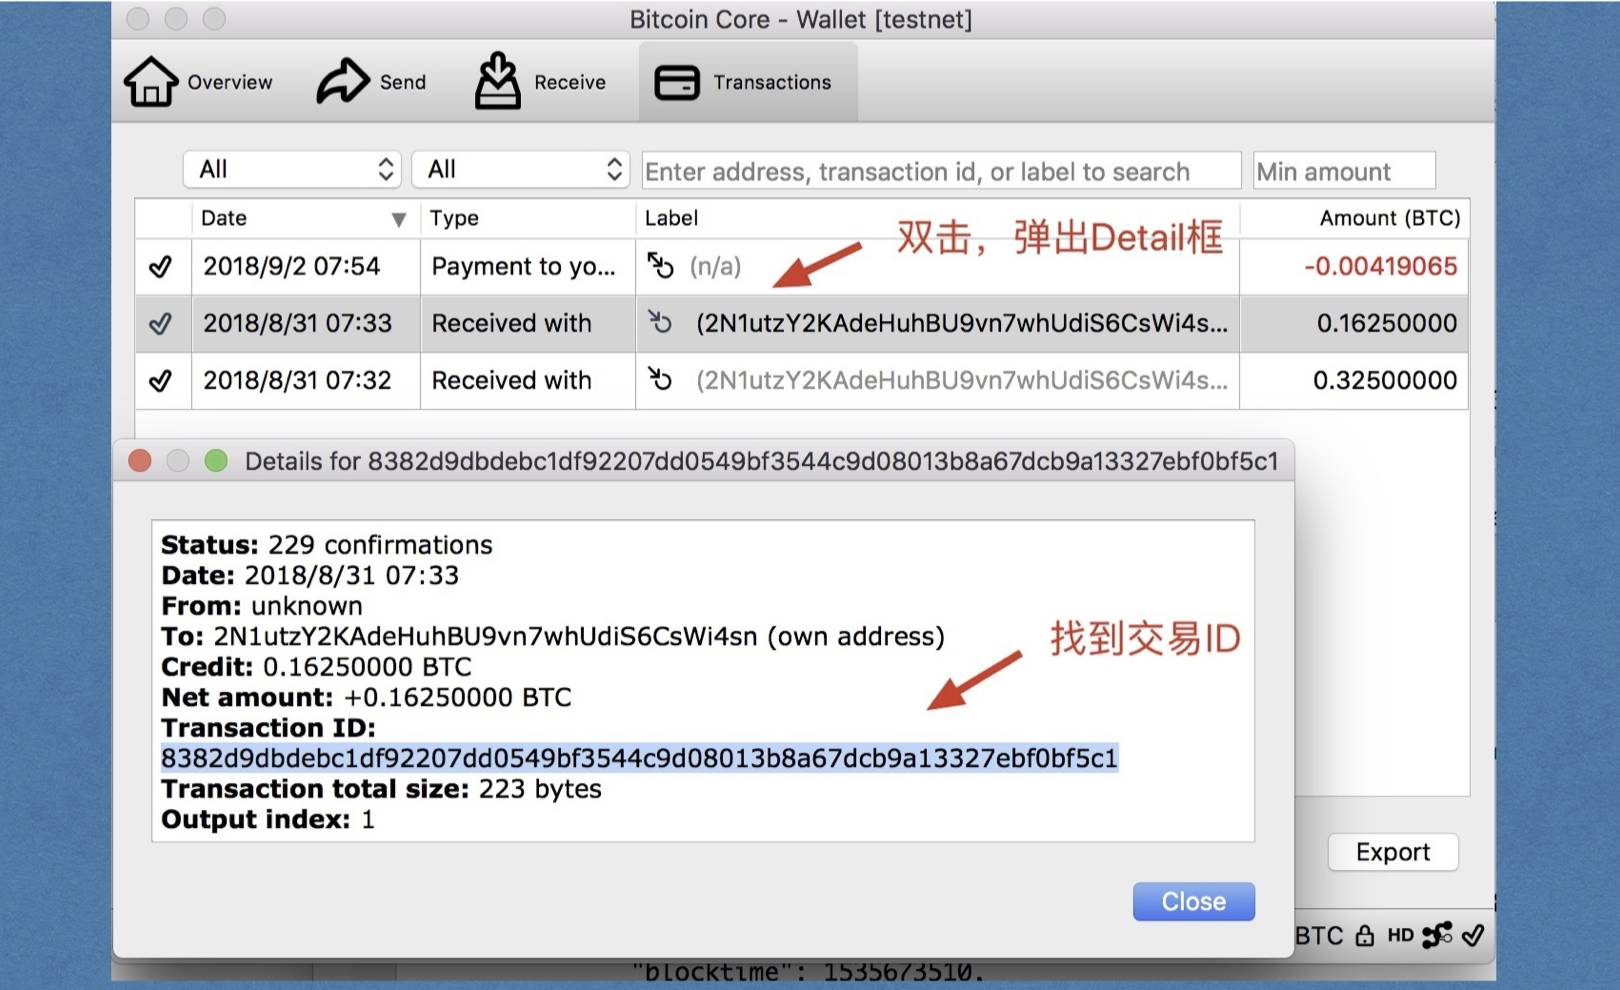 Bitcoin Core - Wallet [testnet]
Overview Send Receive Transactions
All All Enter address, transaction id, or label to search Min amount
Date Type Label Amount (BTC)
双击，弹出Detail框
2018/9/2 07:54 Payment to yo... (n/a) -0.00419065
2018/8/31 07:33 Received with (2N1utzY2KAdeHuhBU9vn7whUdiS6CsWi4s... 0.16250000
2018/8/31 07:32 Received with (2N1utzY2KAdeHuhBU9vn7whUdiS6CsWi4s... 0.32500000
Details for 8382d9dbdebc1df92207dd0549bf3544c9d08013b8a67dcb9a13327ebf0bf5c1
Status: 229 confirmations
Date: 2018/8/31 07:33
From: unknown
To: 2N1utzY2KAdeHuhBU9vn7whUdiS6CsWi4sn (own address)
找到交易ID
Credit: 0.16250000 BTC
Net amount: +0.16250000 BTC
Transaction ID:
8382d9dbdebc1df92207dd0549bf3544c9d08013b8a67dcb9a13327ebf0bf5c1
Transaction total size: 223 bytes
Output index: 1
Export
Close
BTC HD
"blocktime": 1535673510,